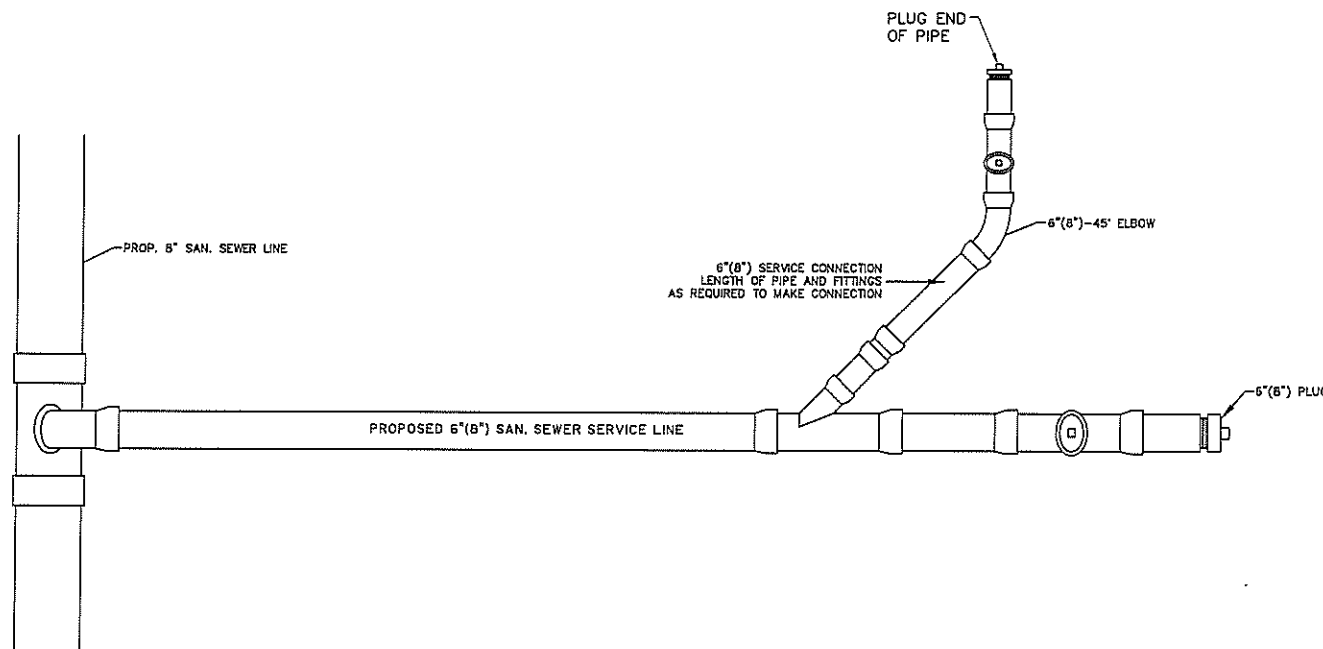 PLUG END
OF PIPE
PROP. 8" SAN. SEWER LINE
6"(8")-45° ELBOW
6"(8") SERVICE CONNECTION
LENGTH OF PIPE AND FITTINGS
AS REQUIRED TO MAKE CONNECTION
6"(8") PLUG
PROPOSED 6"(8") SAN. SEWER SERVICE LINE